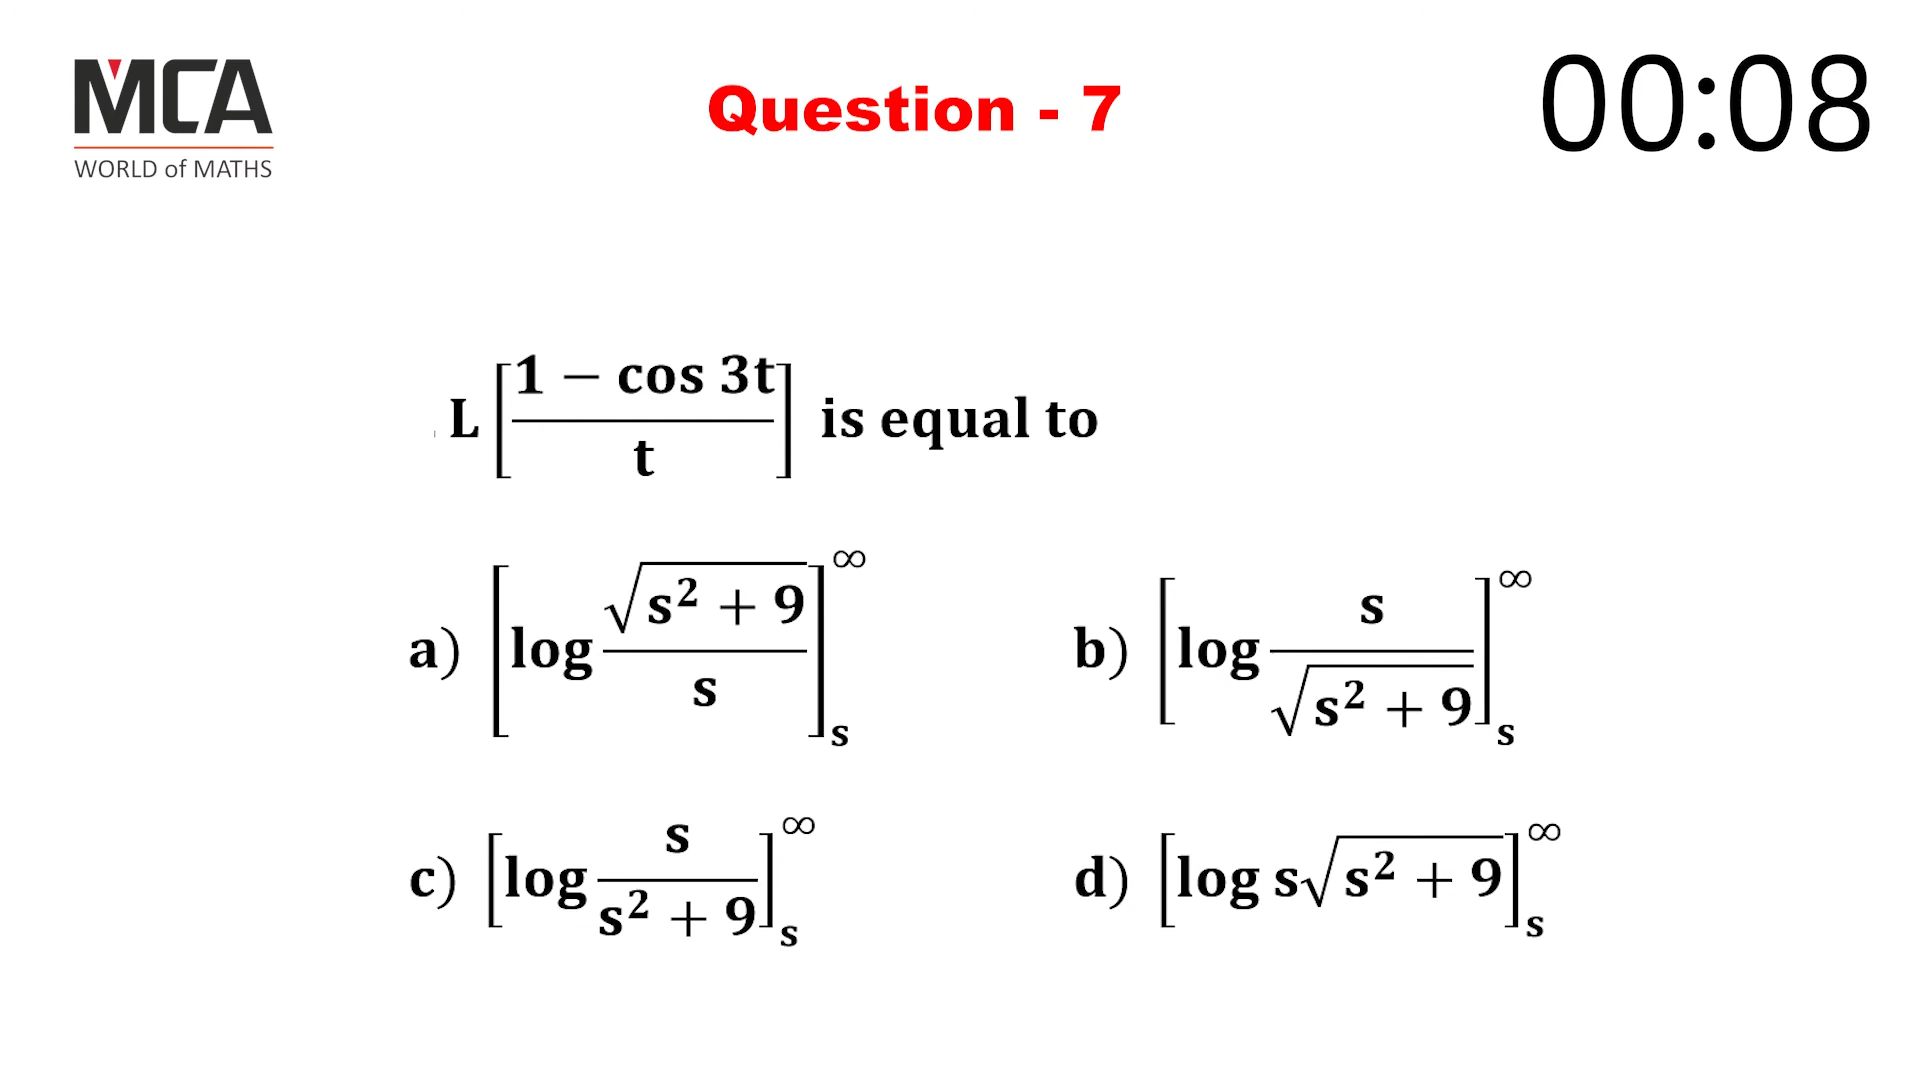 MCA
WORLD of MATHS
Question - 7
00:08
L[(1 − cos 3t)/t] is equal to
a) [log √(s² + 9)/s]ₛ^∞
b) [log s/√(s² + 9)]ₛ^∞
c) [log s/(s² + 9)]ₛ^∞
d) [log s√(s² + 9)]ₛ^∞